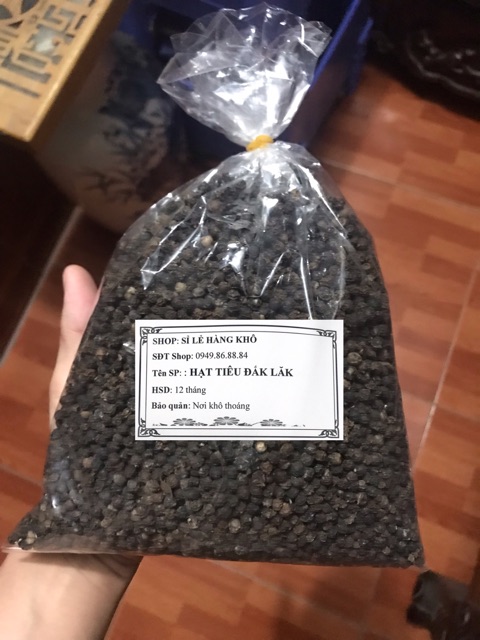 SHOP: SỈ LẺ HÀNG KHÔ
SĐT Shop: 0949.86.88.84
Tên SP: : HẠT TIÊU ĐẮK LĂK
HSD: 12 tháng
Bảo quản: Nơi khô thoáng